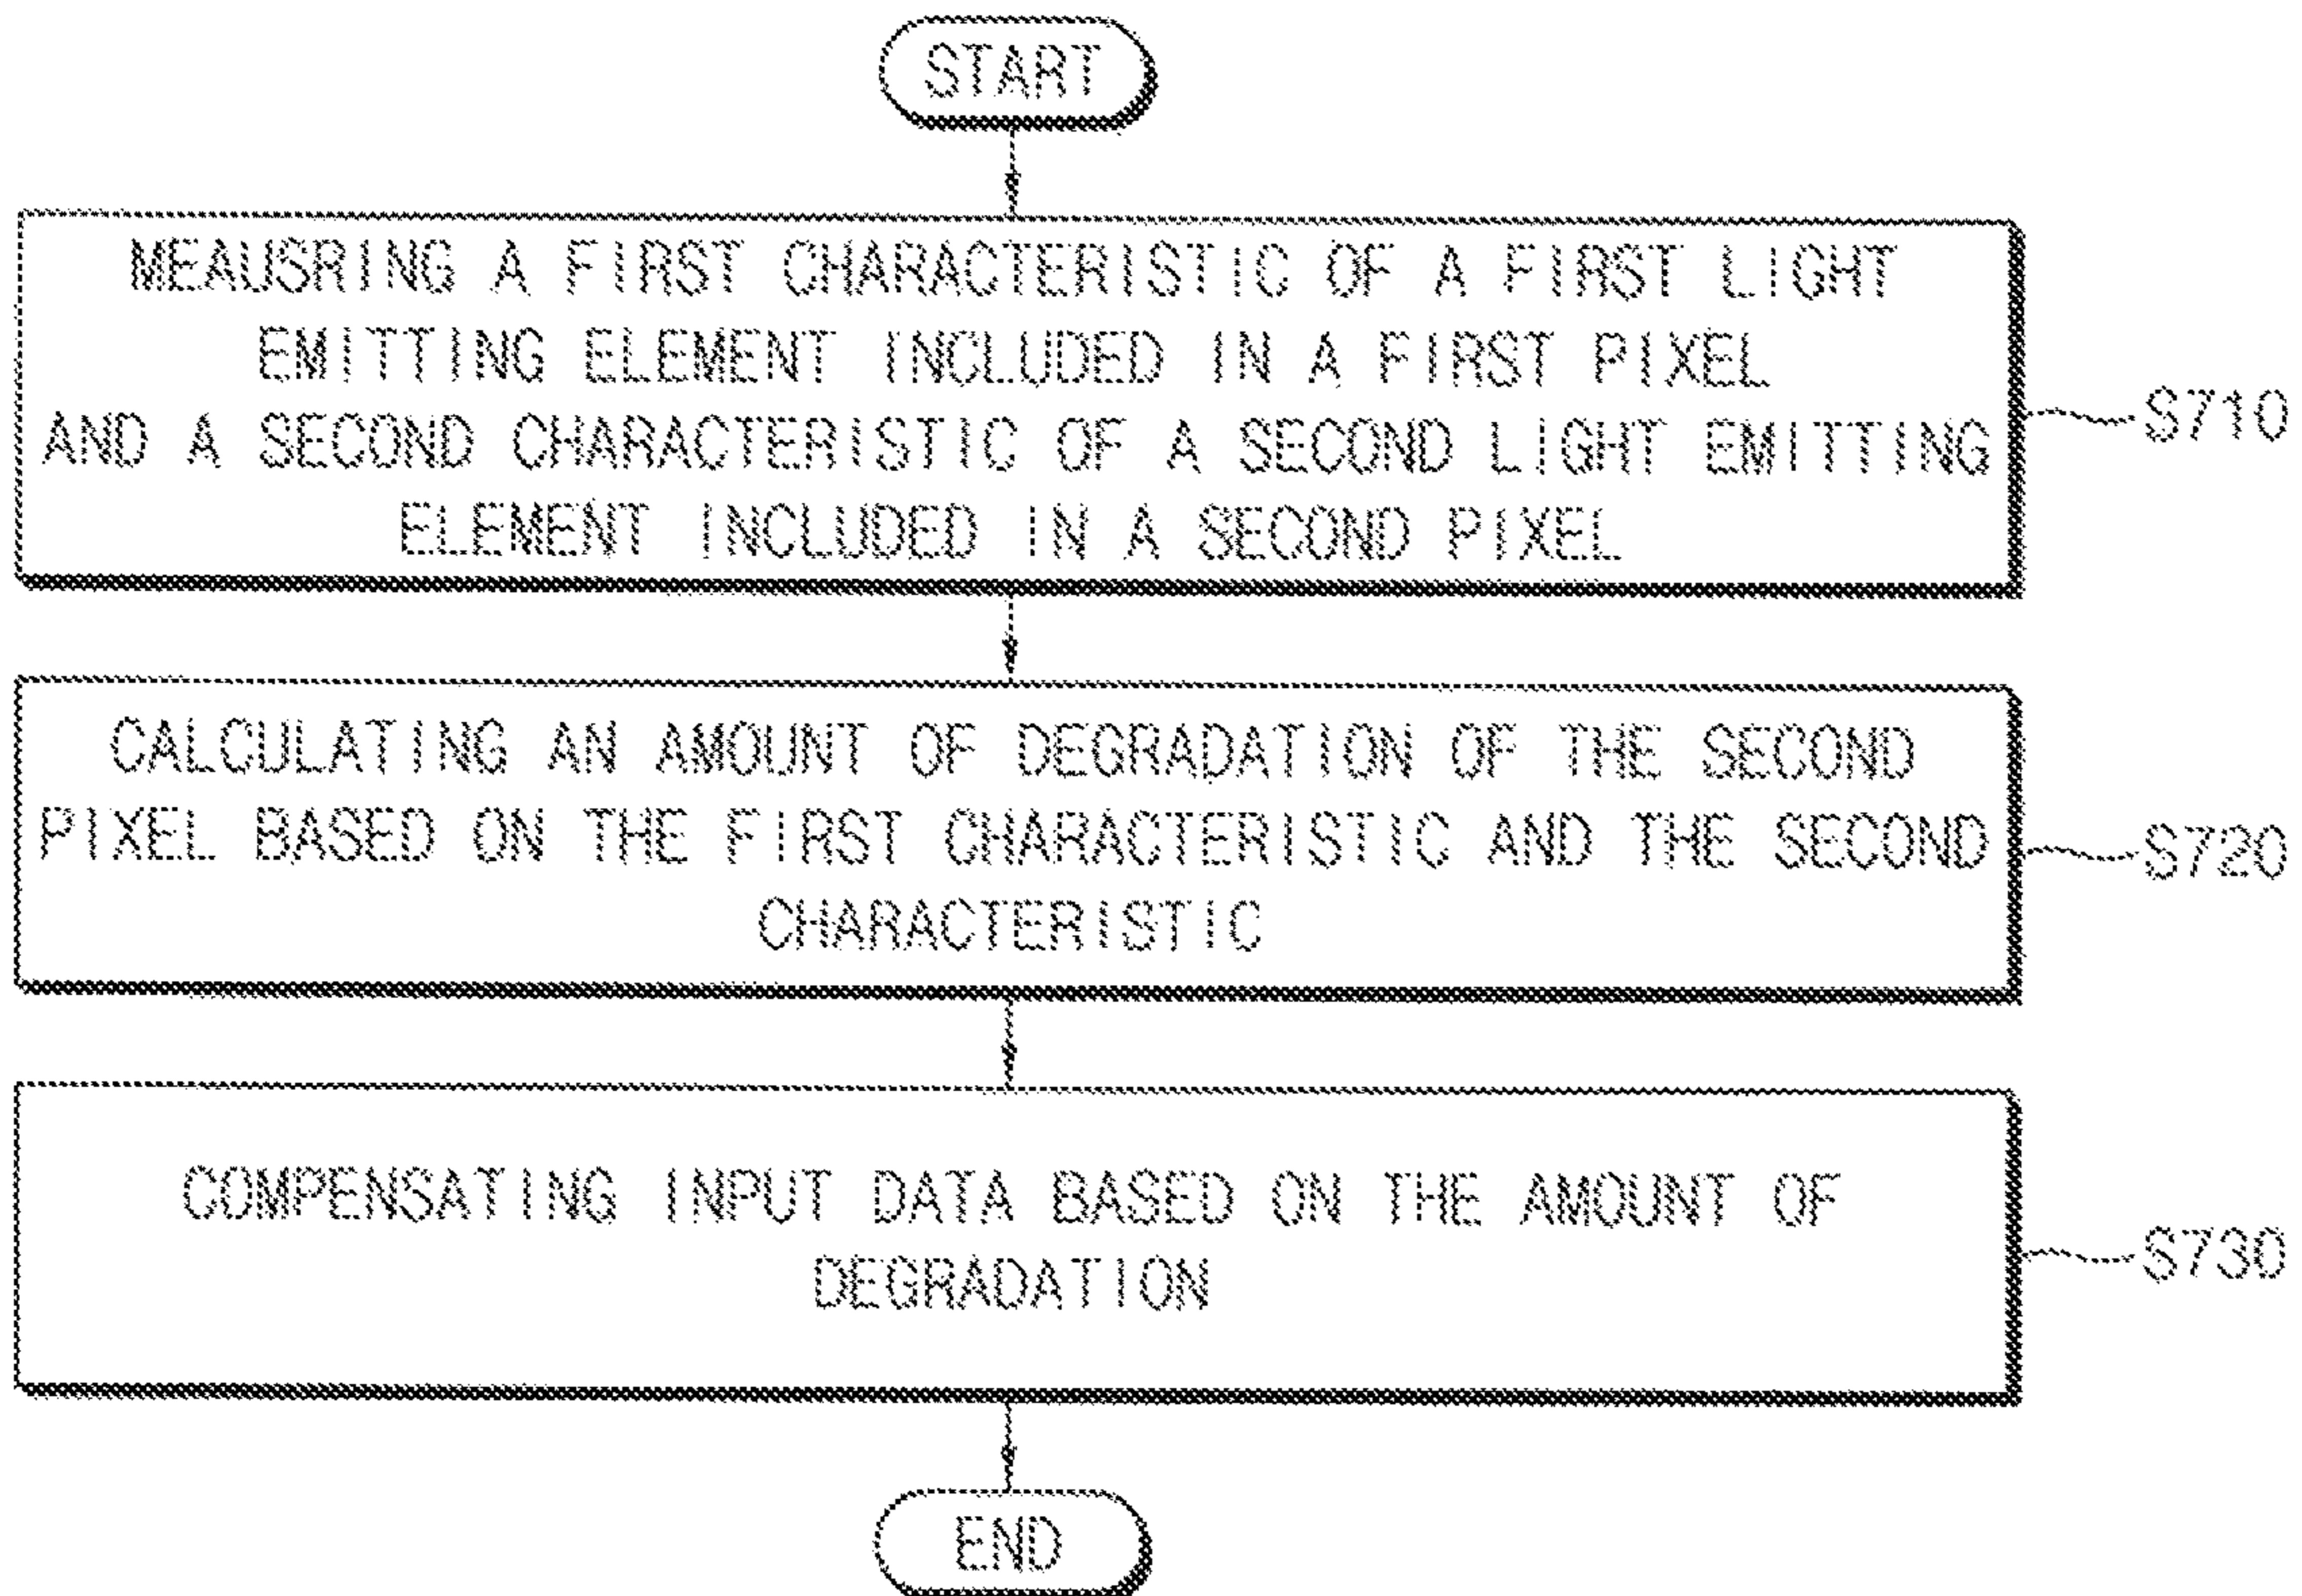 START
MEAUSRING A FIRST CHARACTERISTIC OF A FIRST LIGHT
EMITTING ELEMENT INCLUDED IN A FIRST PIXEL
AND A SECOND CHARACTERISTIC OF A SECOND LIGHT EMITTING
ELEMENT INCLUDED IN A SECOND PIXEL
S710
CALCULATING AN AMOUNT OF DEGRADATION OF THE SECOND
PIXEL BASED ON THE FIRST CHARACTERISTIC AND THE SECOND
CHARACTERISTIC
S720
COMPENSATING INPUT DATA BASED ON THE AMOUNT OF
DEGRADATION
S730
END